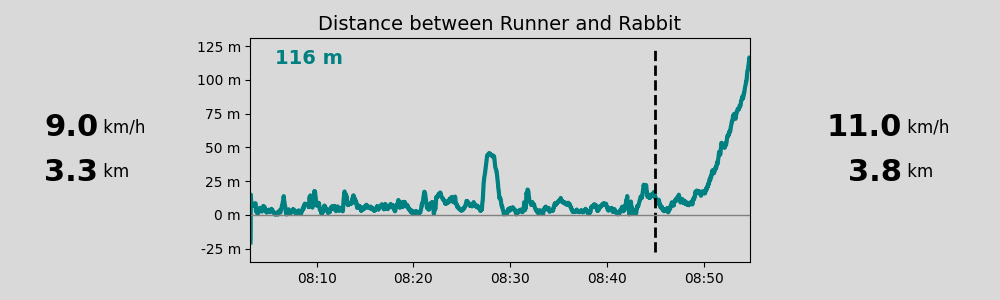 Distance between Runner and Rabbit
125 m
100 m
75 m
50 m
25 m
0 m
-25 m
116 m
08:10 08:20 08:30 08:40 08:50
9.0 km/h
3.3 km
11.0 km/h
3.8 km